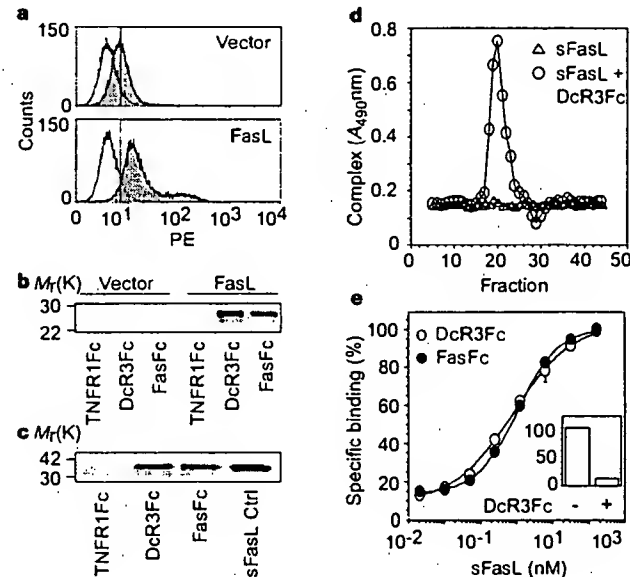 a
150
Vector
Counts
0
150
FasL
0
10¹ 10² 10³ 10⁴
PE
b Mr(K) Vector FasL
30
22
TNFR1Fc
DcR3Fc
FasFc
TNFR1Fc
DcR3Fc
FasFc
c Mr(K)
42
30
TNFR1Fc
DcR3Fc
FasFc
sFasL Ctrl
d
1.0
0.8
0.6
0.4
0.2
0
Complex (A490nm)
△ sFasL
○ sFasL +
DcR3Fc
0 10 20 30 40 50
Fraction
e
100
80
60
40
20
0
Specific binding (%)
○ DcR3Fc
● FasFc
100
50
0
DcR3Fc - +
10⁻² 10⁻¹ 10¹ 10³
sFasL (nM)